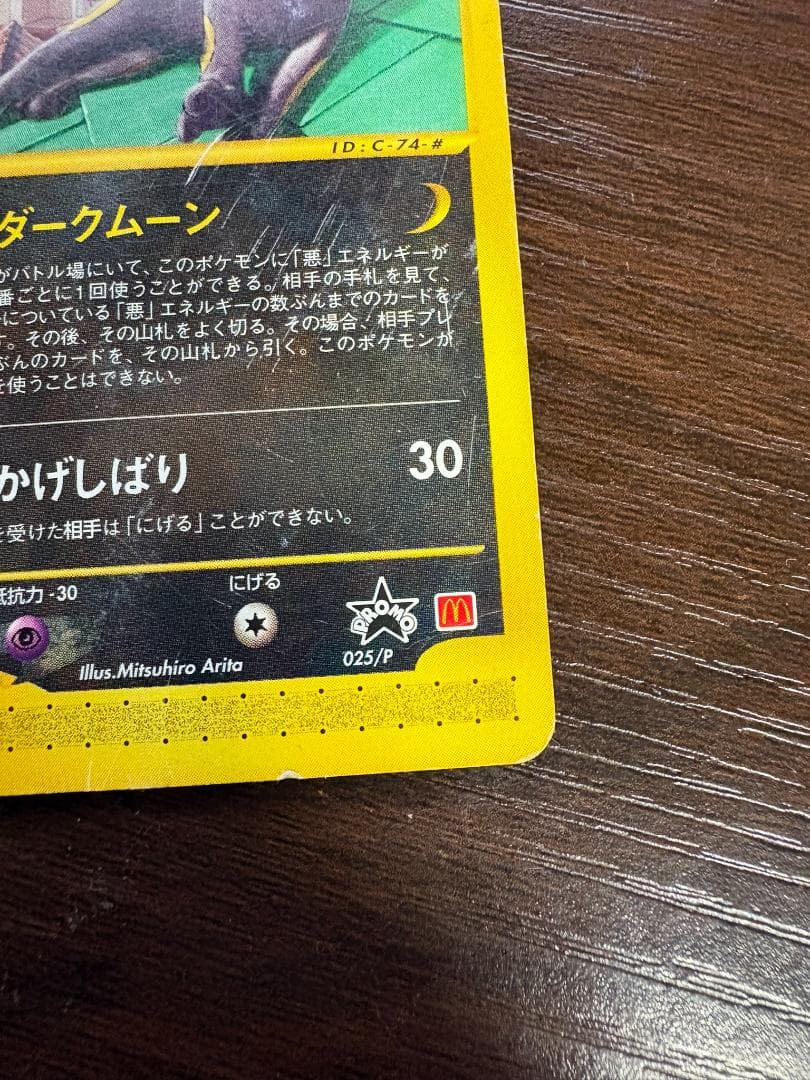 ID:C-74-#
ダークムーン
がバトル場にいて、このポケモンに「悪」エネルギーが
番ごとに1回使うことができる。相手の手札を見て、
についている「悪」エネルギーの数ぶんまでのカードを
。その後、その山札をよく切る。その場合、相手プレ
ぶんのカードを、その山札から引く。このポケモンが
を使うことはできない。
かげしばり 30
を受けた相手は「にげる」ことができない。
抵抗力 -30 にげる
PROMO
025/P
Illus.Mitsuhiro Arita